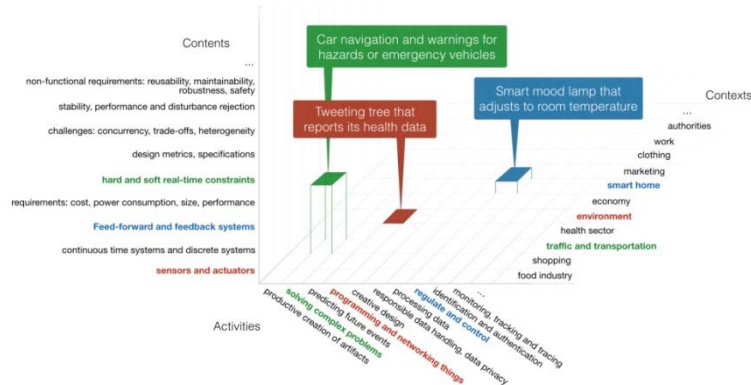 Contents
...
non-functional requirements: reusability, maintainability,
robustness, safety
stability, performance and disturbance rejection
challenges: concurrency, trade-offs, heterogeneity
design metrics, specifications
hard and soft real-time constraints
requirements: cost, power consumption, size, performance
Feed-forward and feedback systems
continuous time systems and discrete systems
sensors and actuators
Car navigation and warnings for
hazards or emergency vehicles
Tweeting tree that
reports its health data
Smart mood lamp that
adjusts to room temperature
Contexts
...
authorities
work
clothing
marketing
smart home
economy
environment
health sector
traffic and transportation
shopping
food industry
Activities
productive creation of artifacts
solving complex problems
predicting future events
programming and networking things
creative design
responsible data handling, data privacy
processing data
regulate and control
identification and authentication
monitoring, tracking and tracing
...